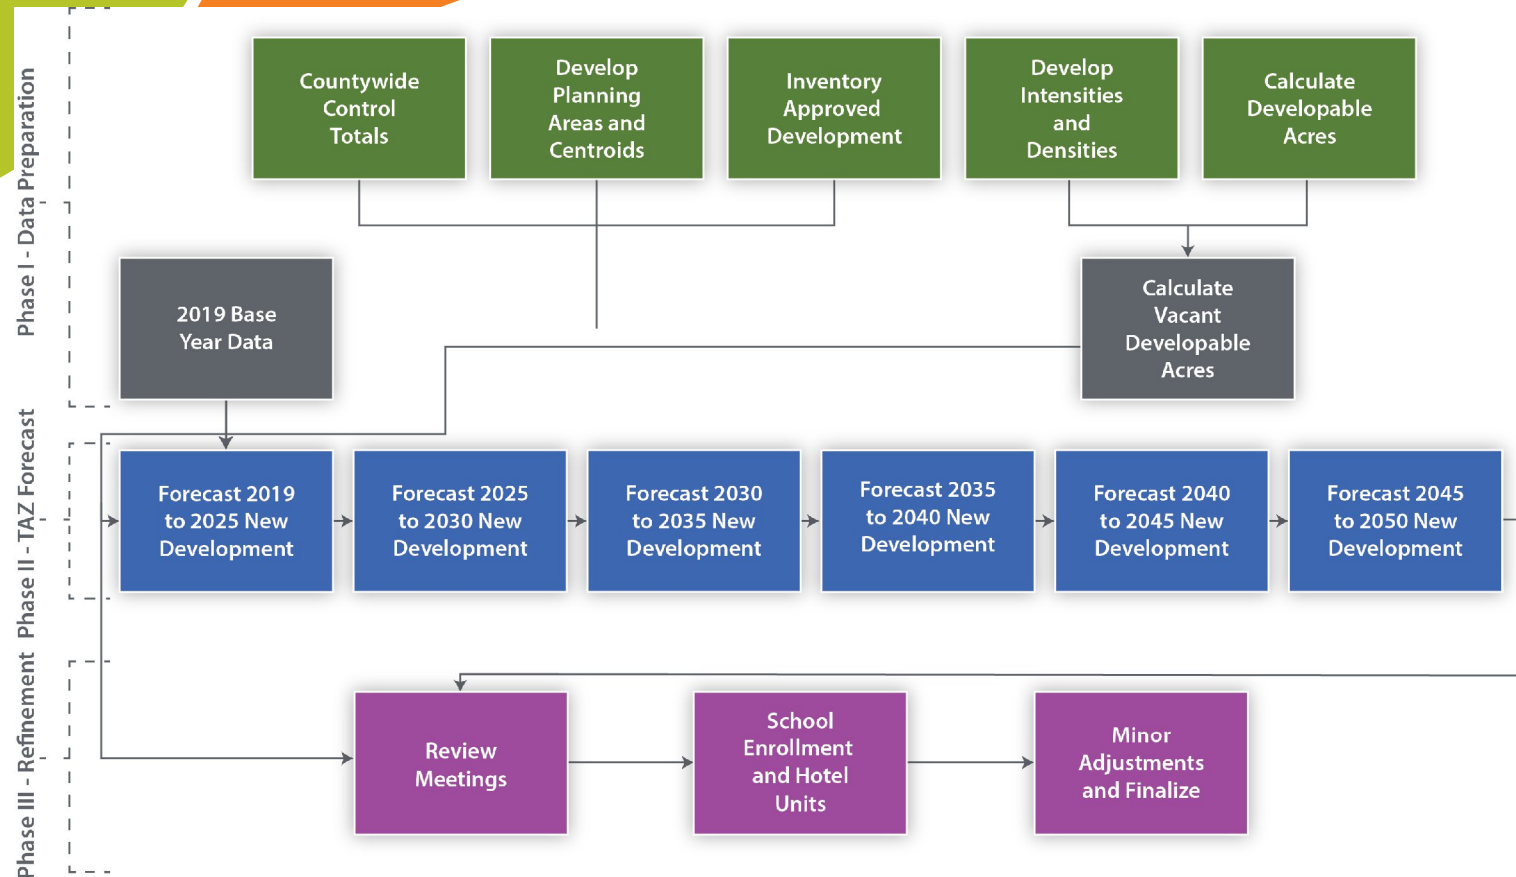 Phase I - Data Preparation
Countywide
Control
Totals
Develop
Planning
Areas and
Centroids
Inventory
Approved
Development
Develop
Intensities
and
Densities
Calculate
Developable
Acres
2019 Base
Year Data
Calculate
Vacant
Developable
Acres
Phase II - TAZ Forecast
Forecast 2019
to 2025 New
Development
Forecast 2025
to 2030 New
Development
Forecast 2030
to 2035 New
Development
Forecast 2035
to 2040 New
Development
Forecast 2040
to 2045 New
Development
Forecast 2045
to 2050 New
Development
Phase III - Refinement
Review
Meetings
School
Enrollment
and Hotel
Units
Minor
Adjustments
and Finalize